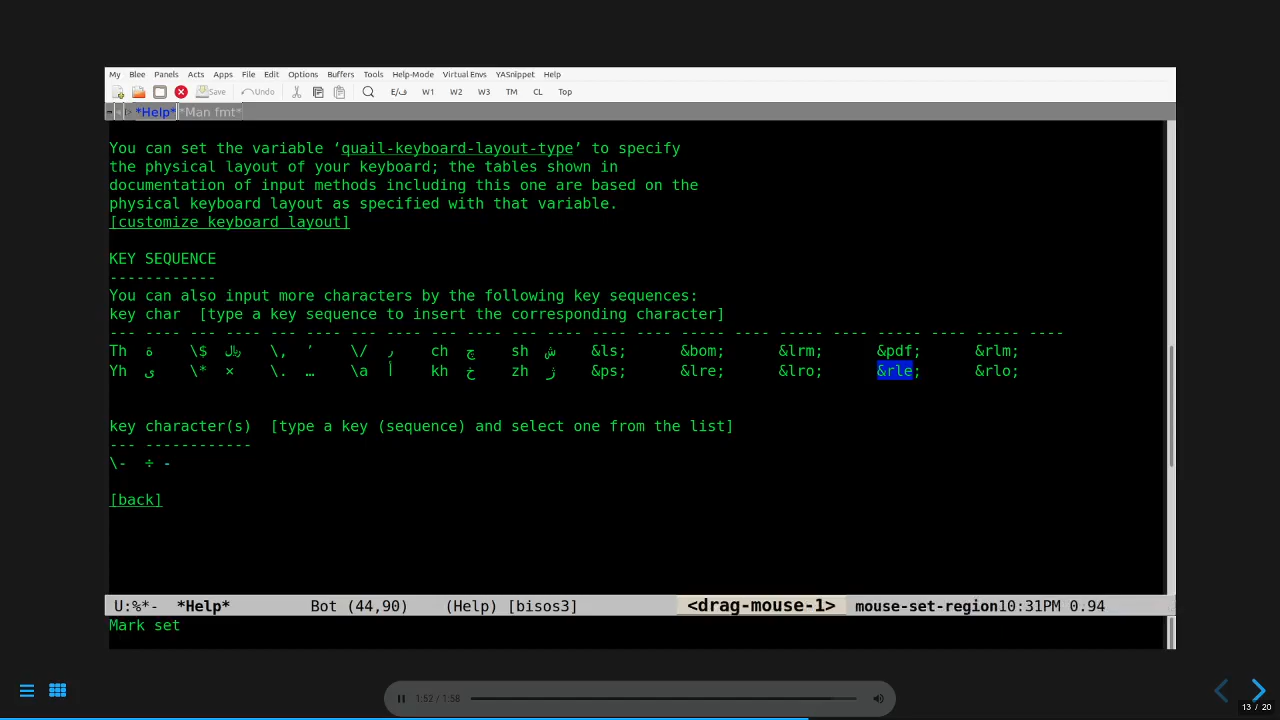 My Blee Panels Acts Apps File Edit Options Buffers Tools Help-Mode Virtual Envs YASnippet Help
Save Undo E/ف W1 W2 W3 TM CL Top
*Help* *Man fmt*
You can set the variable ‘quail-keyboard-layout-type’ to specify
the physical layout of your keyboard; the tables shown in
documentation of input methods including this one are based on the
physical keyboard layout as specified with that variable.
[customize keyboard layout]
KEY SEQUENCE
------------
You can also input more characters by the following key sequences:
key char  [type a key sequence to insert the corresponding character]
--- ---- --- ---- --- ---- --- ---- --- ---- --- ---- ---- ---- ----- ---- ----- ---- ----- ---- ----- ----
Th ة \$ ﷼ \, ٬ \/ ر ch چ sh ش &ls; &bom; &lrm; &pdf; &rlm;
Yh ى \* × \. … \a أ kh خ zh ژ &ps; &lre; &lro; &rle; &rlo;
key character(s)  [type a key (sequence) and select one from the list]
--- ------------
\- ÷ -
[back]
U:%*- *Help* Bot (44,90) (Help) [bisos3] <drag-mouse-1> mouse-set-region10:31PM 0.94
Mark set
1:52 / 1:58
13 / 20